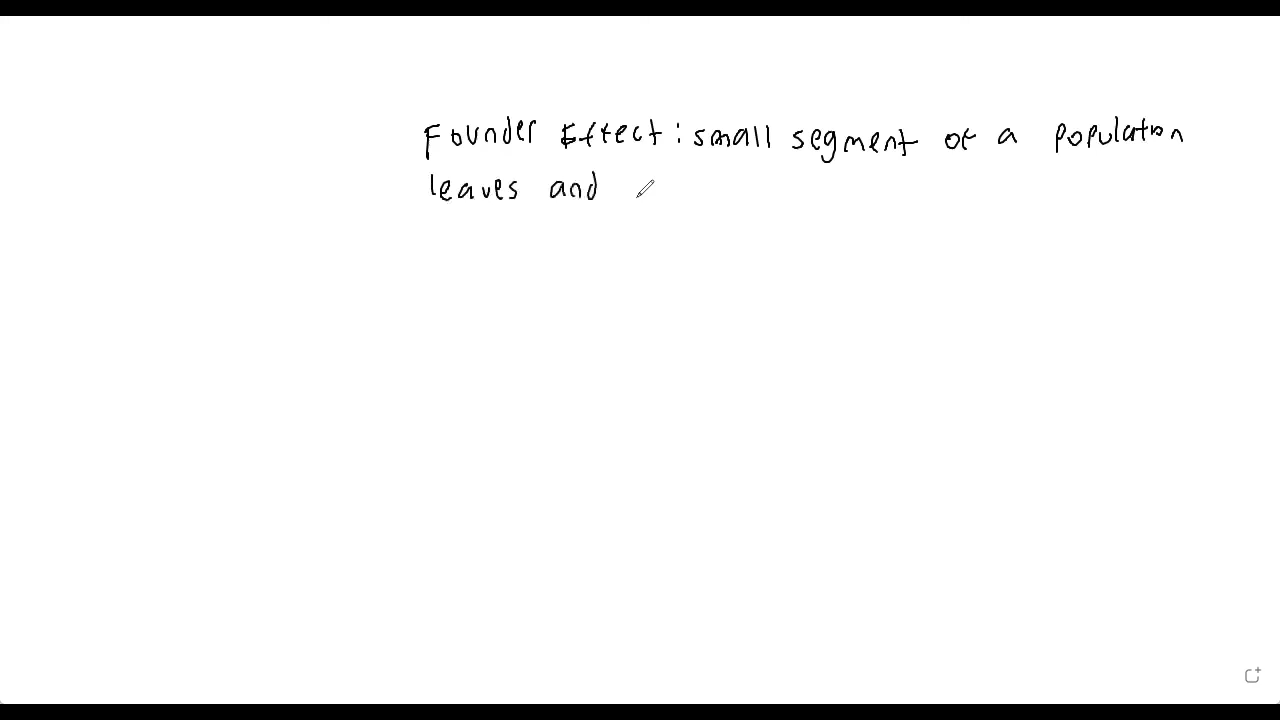 Founder Effect: small segment of a population
leaves and